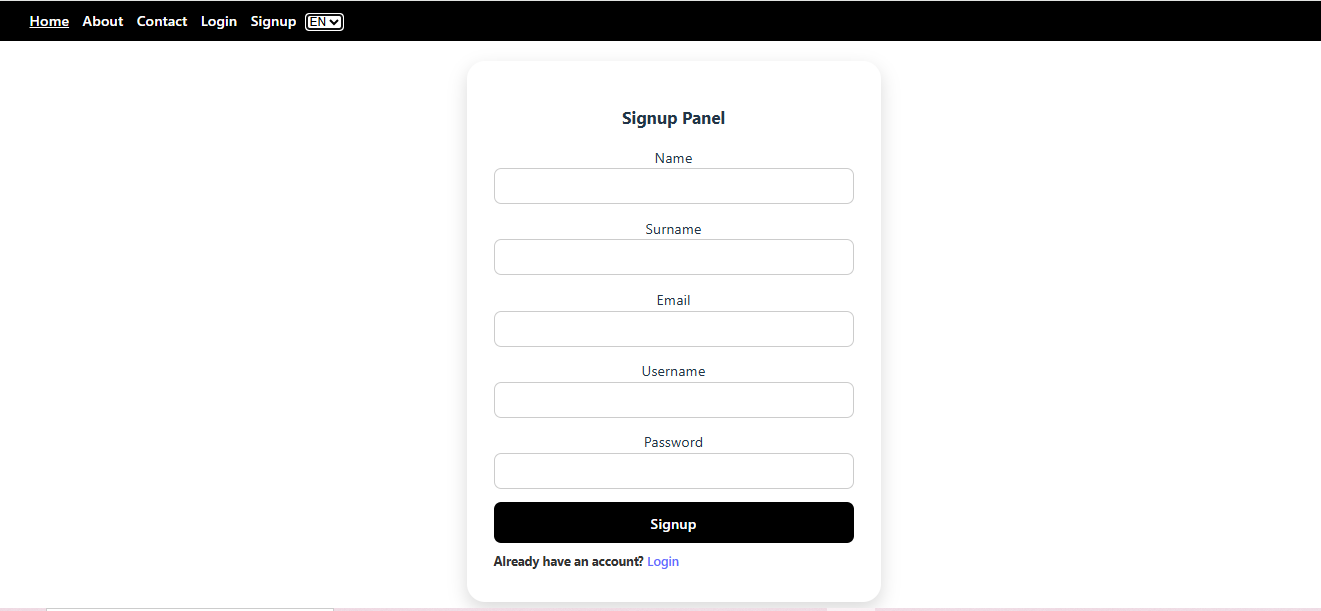 Home About Contact Login Signup EN
Signup Panel
Name
Surname
Email
Username
Password
Signup
Already have an account? Login